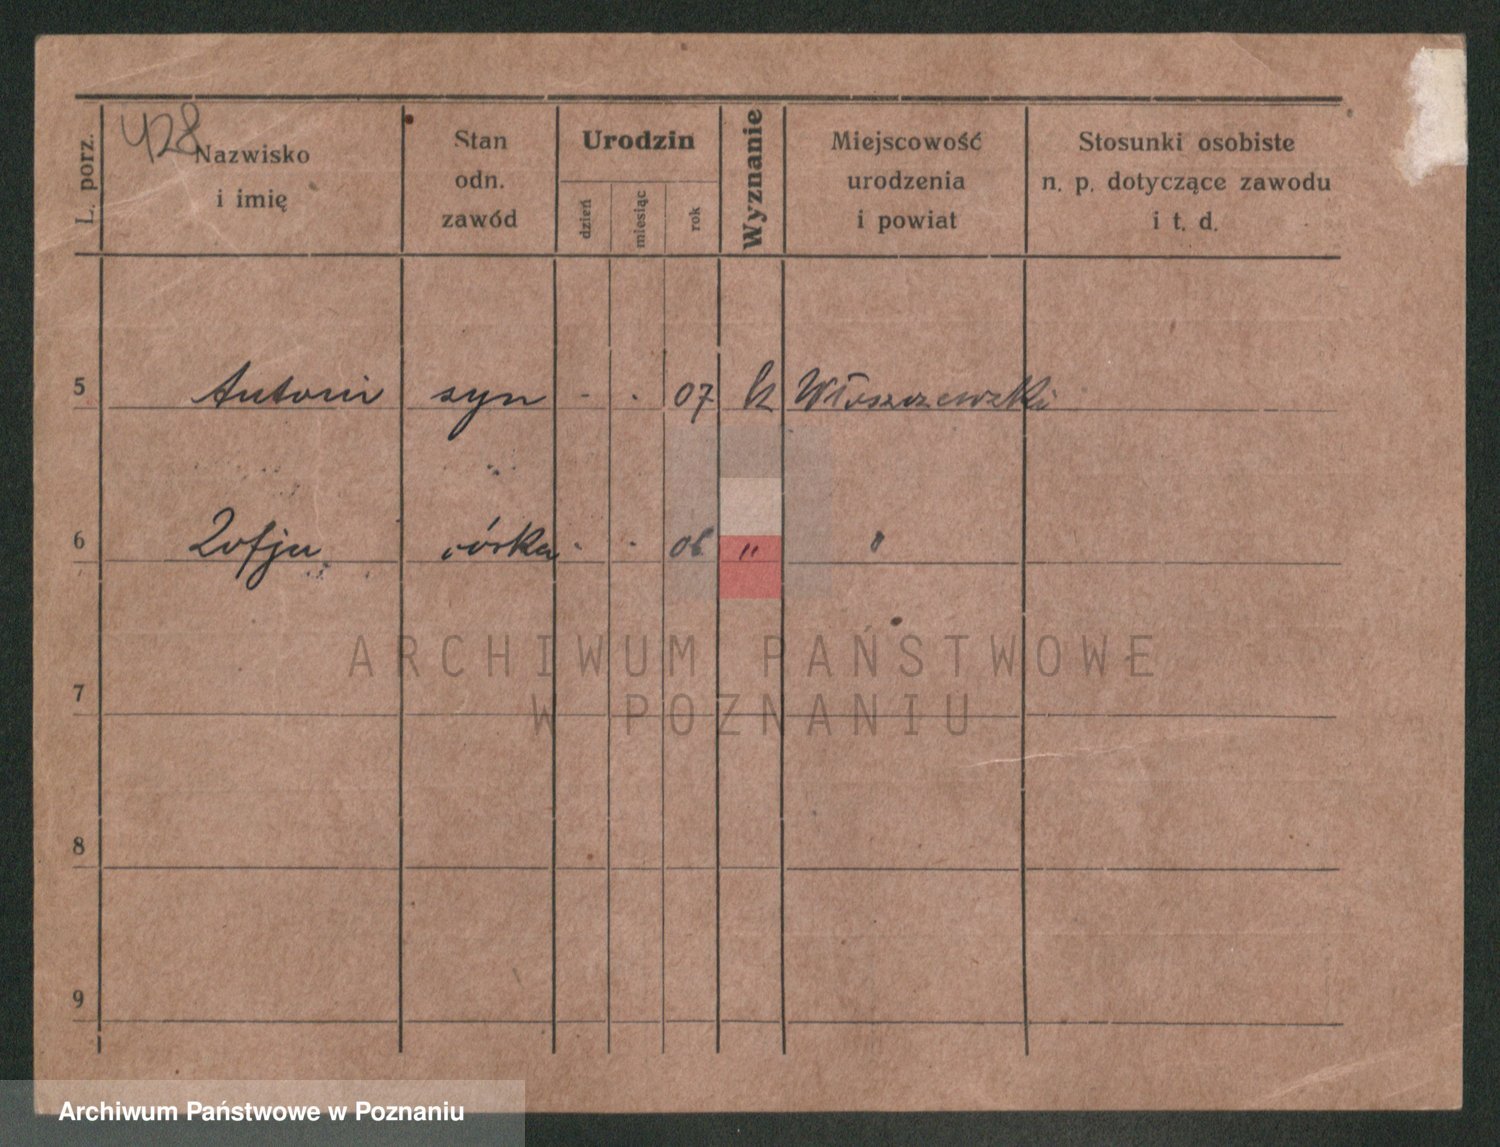 428
L. porz.
Nazwisko
i imię
Stan
odn.
zawód
Urodzin
dzień
miesiąc
rok
Wyznanie
Miejscowość
urodzenia
i powiat
Stosunki osobiste
n. p. dotyczące zawodu
i t. d.
5 Antoni syn - . 07 k Włoszczewski
6 Zofja córka - . 06 " "
ARCHIWUM PAŃSTWOWE
W POZNANIU
7
8
9
Archiwum Państwowe w Poznaniu